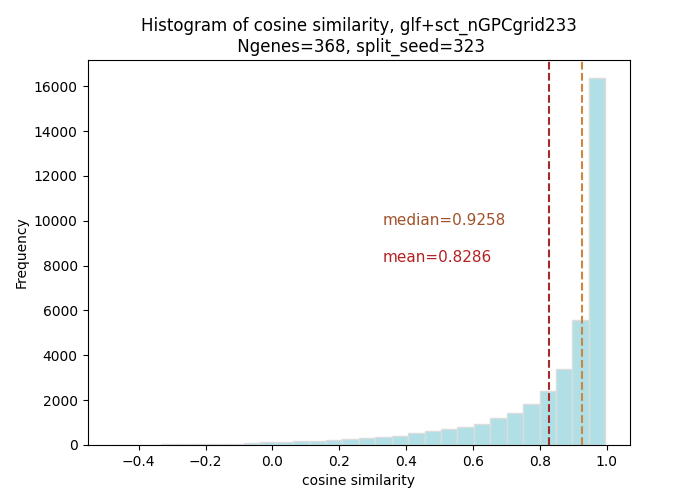 Histogram of cosine similarity, glf+sct_nGPCgrid233
Ngenes=368, split_seed=323
16000
14000
12000
10000
8000
6000
4000
2000
0
Frequency
median=0.9258
mean=0.8286
−0.4 −0.2 0.0 0.2 0.4 0.6 0.8 1.0
cosine similarity